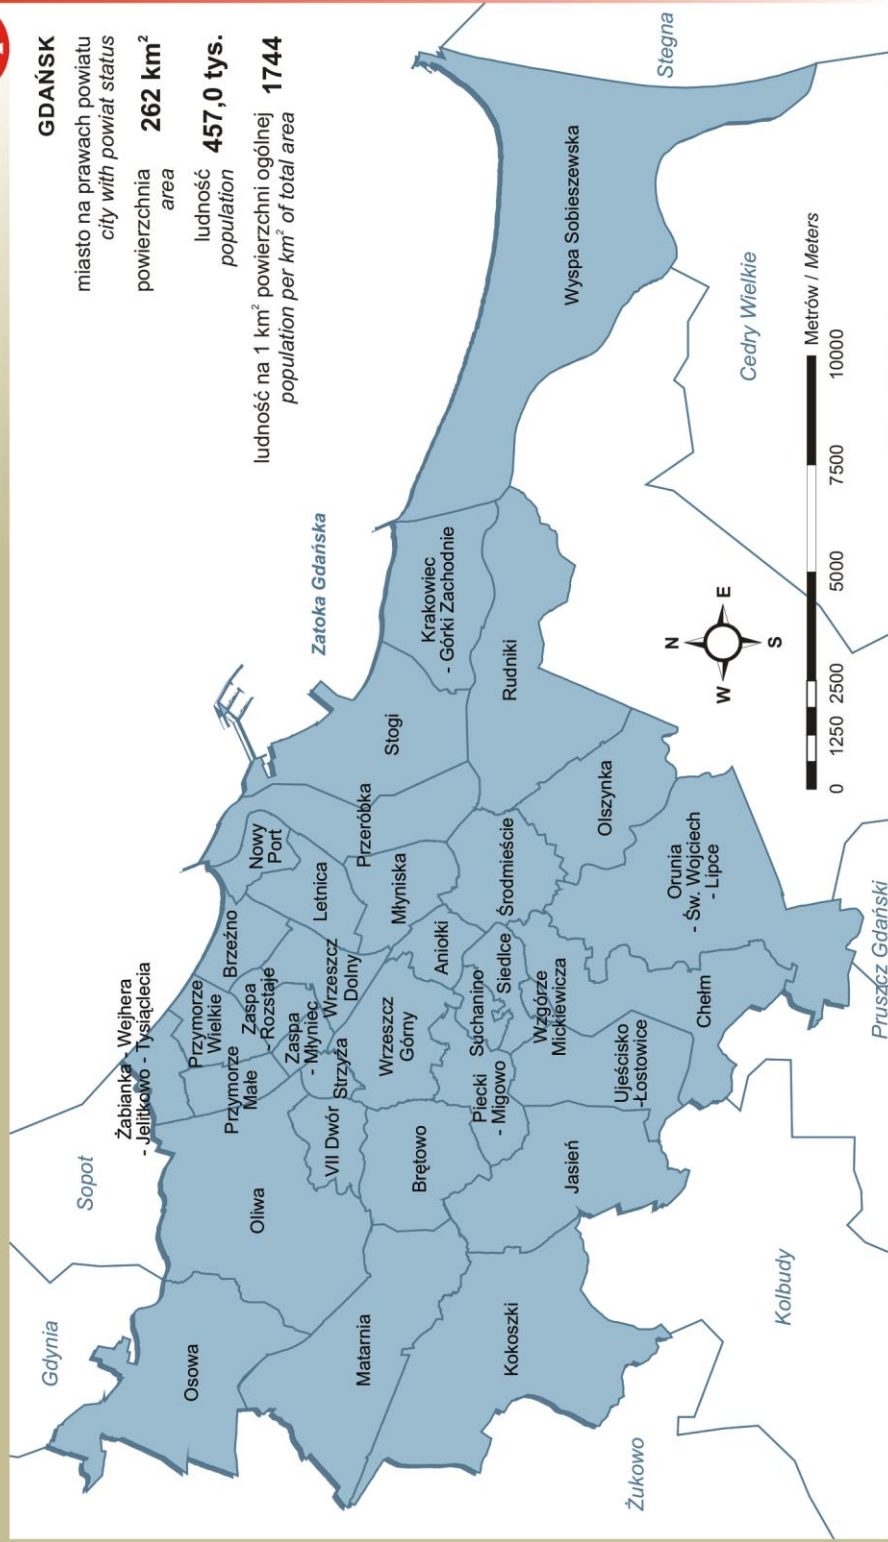 GDAŃSK
miasto na prawach powiatu
city with powiat status
powierzchnia 262 km²
area
ludność 457,0 tys.
population
ludność na 1 km² powierzchni ogólnej 1744
population per km² of total area
Gdynia
Sopot
Żabianka - Wejhera
- Jelitkowo - Tysiąclecia
Zatoka Gdańska
Stegna
Osowa
Oliwa
Przymorze
Małe
Przymorze
Wielkie
Brzeźno
Zaspa
- Rozstaje
Zaspa
- Młyniec
Nowy
Port
Letnica
Wrzeszcz
Dolny
Strzyża
VII Dwór
Matarnia
Brętowo
Wrzeszcz
Górny
Aniołki
Młyniska
Przeróbka
Stogi
Krakowiec
- Górki Zachodnie
Wyspa Sobieszewska
Kokoszki
Piecki
- Migowo
Suchanino
Siedlce
Śródmieście
Rudniki
Jasień
Wzgórze
Mickiewicza
Ujeścisko
-Łostowice
Chełm
Olszynka
Orunia
- Św. Wojciech
- Lipce
Żukowo
Kolbudy
Pruszcz Gdański
Cedry Wielkie
N
W
E
S
0 1250 2500 5000 7500 10000
Metrów / Meters